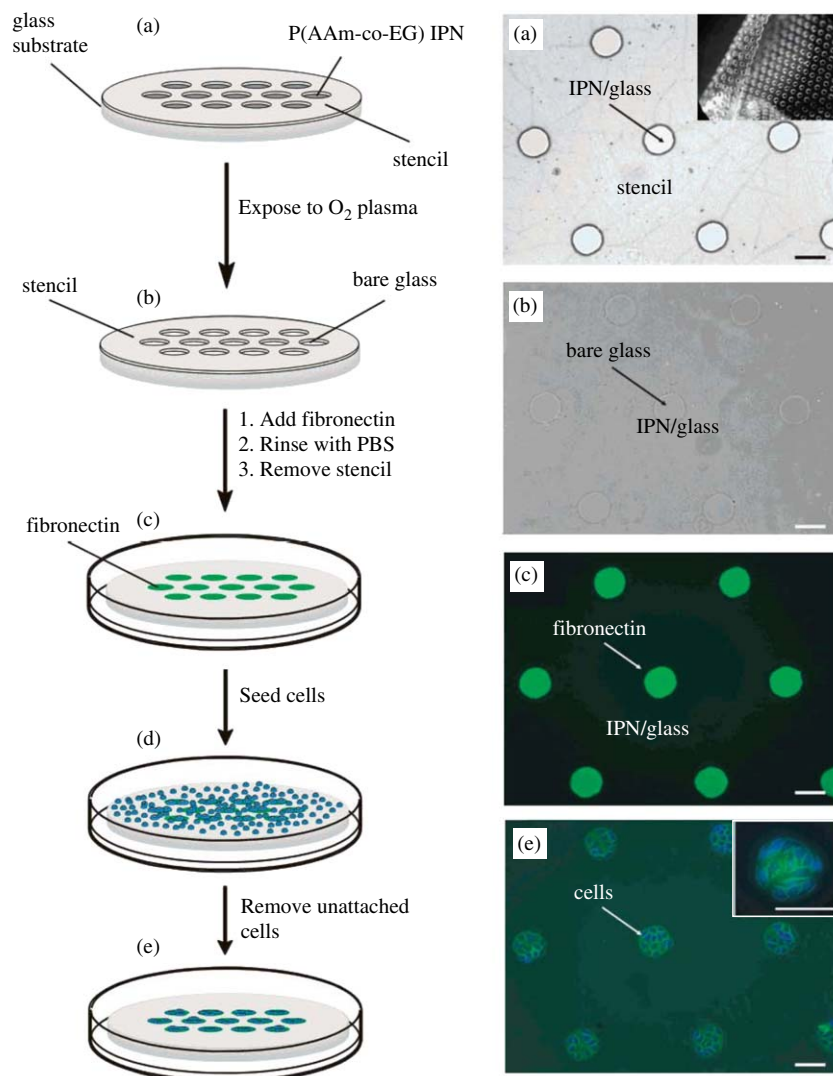 (a)
glass
substrate
P(AAm-co-EG) IPN
stencil
Expose to O₂ plasma
(b)
stencil
bare glass
1. Add fibronectin
2. Rinse with PBS
3. Remove stencil
(c)
fibronectin
Seed cells
(d)
Remove unattached
cells
(e)
(a)
IPN/glass
stencil
(b)
bare glass
IPN/glass
(c)
fibronectin
IPN/glass
(e)
cells